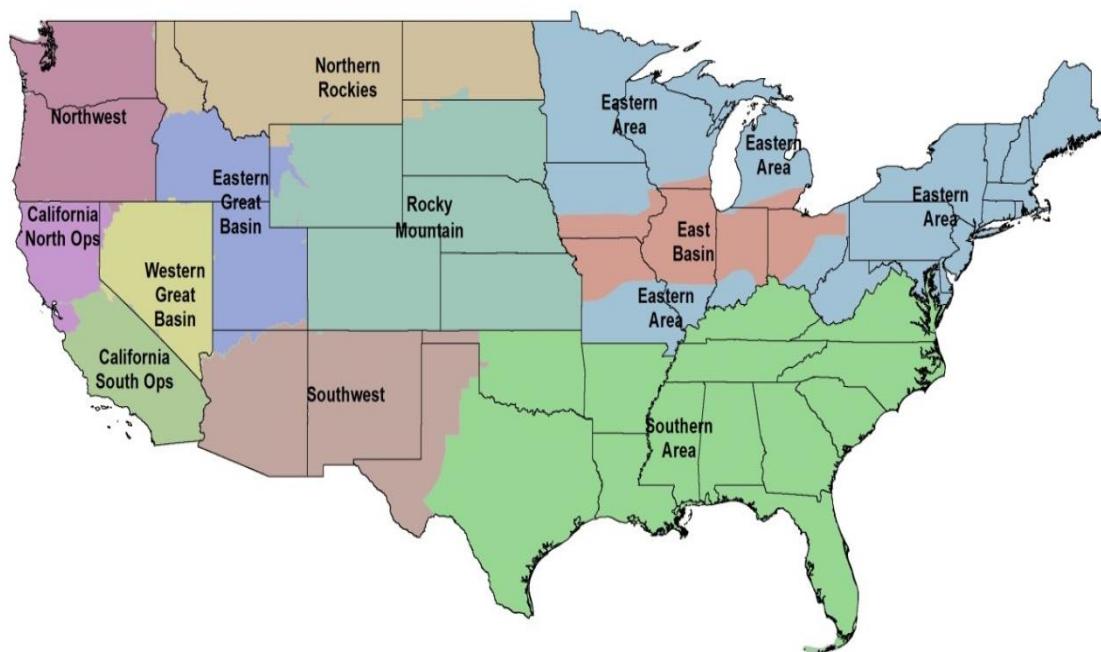 Northern
Rockies
Northwest
Eastern
Area
Eastern
Area
Eastern
Great
Basin
Rocky
Mountain
Eastern
Area
California
North Ops
East
Basin
Western
Great
Basin
Eastern
Area
California
South Ops
Southwest
Southern
Area